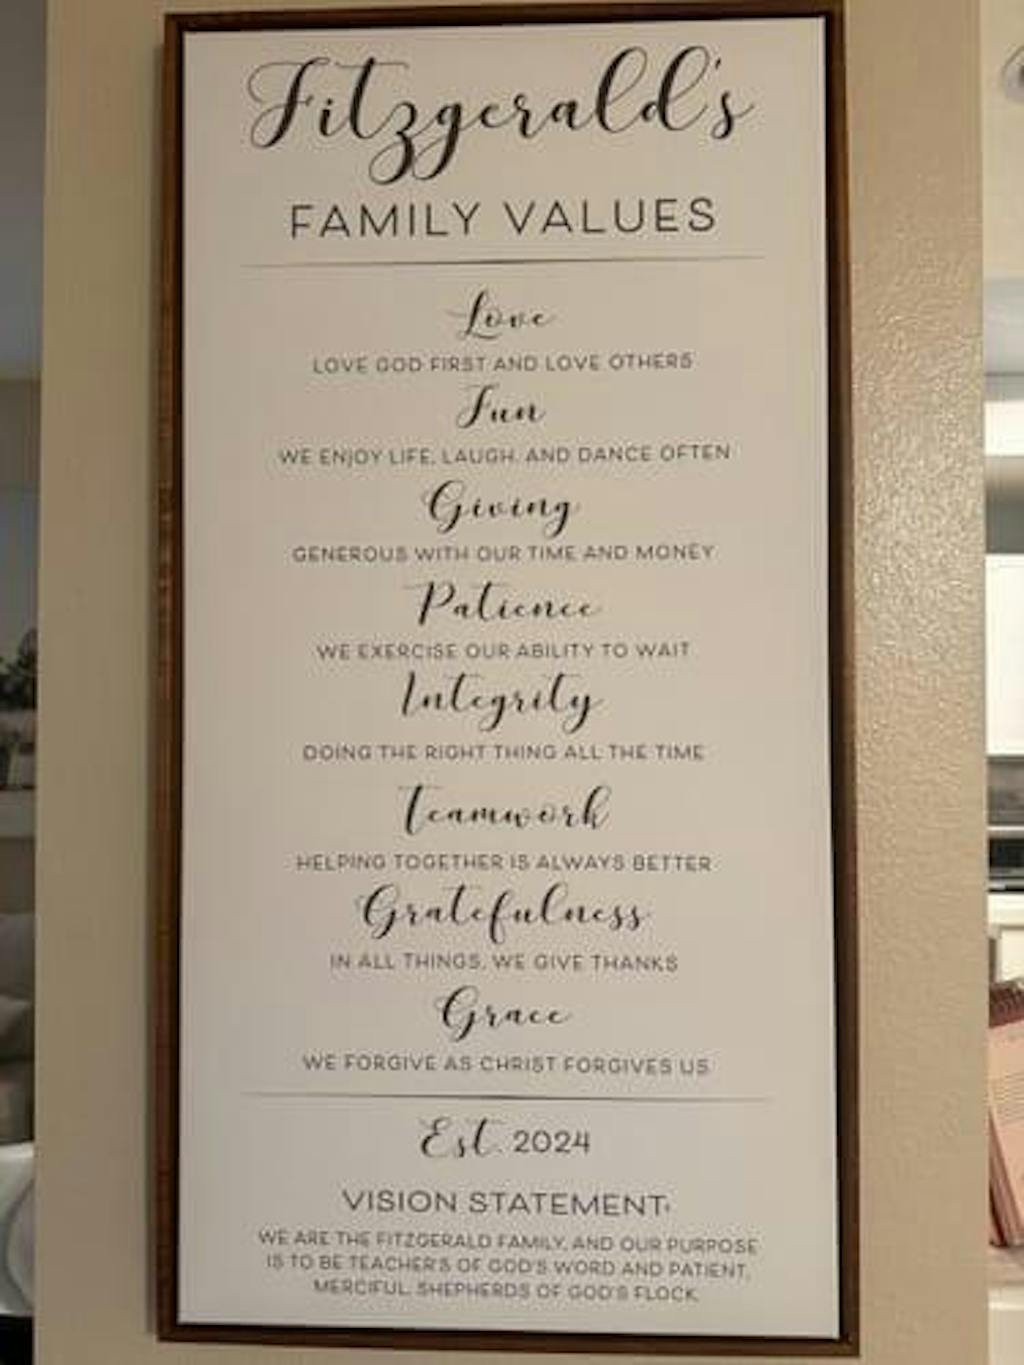 Fitzgerald's
FAMILY VALUES
Love
LOVE GOD FIRST AND LOVE OTHERS
Fun
WE ENJOY LIFE, LAUGH, AND DANCE OFTEN
Giving
GENEROUS WITH OUR TIME AND MONEY
Patience
WE EXERCISE OUR ABILITY TO WAIT
Integrity
DOING THE RIGHT THING ALL THE TIME
Teamwork
HELPING TOGETHER IS ALWAYS BETTER
Gratefulness
IN ALL THINGS, WE GIVE THANKS
Grace
WE FORGIVE AS CHRIST FORGIVES US
Est. 2024
VISION STATEMENT:
WE ARE THE FITZGERALD FAMILY, AND OUR PURPOSE
IS TO BE TEACHER'S OF GOD'S WORD AND PATIENT,
MERCIFUL, SHEPHERDS OF GOD'S FLOCK.